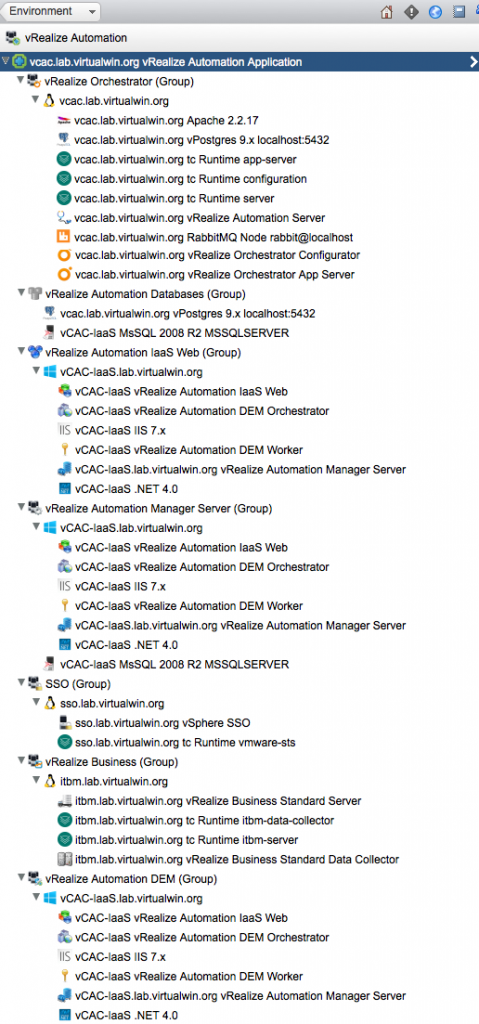 Environment
vRealize Automation
vcac.lab.virtualwin.org vRealize Automation Application
vRealize Orchestrator (Group)
vcac.lab.virtualwin.org
vcac.lab.virtualwin.org Apache 2.2.17
vcac.lab.virtualwin.org vPostgres 9.x localhost:5432
vcac.lab.virtualwin.org tc Runtime app-server
vcac.lab.virtualwin.org tc Runtime configuration
vcac.lab.virtualwin.org tc Runtime server
vcac.lab.virtualwin.org vRealize Automation Server
vcac.lab.virtualwin.org RabbitMQ Node rabbit@localhost
vcac.lab.virtualwin.org vRealize Orchestrator Configurator
vcac.lab.virtualwin.org vRealize Orchestrator App Server
vRealize Automation Databases (Group)
vcac.lab.virtualwin.org vPostgres 9.x localhost:5432
vCAC-IaaS MsSQL 2008 R2 MSSQLSERVER
vRealize Automation IaaS Web (Group)
vCAC-IaaS.lab.virtualwin.org
vCAC-IaaS vRealize Automation IaaS Web
vCAC-IaaS vRealize Automation DEM Orchestrator
IIS vCAC-IaaS IIS 7.x
vCAC-IaaS vRealize Automation DEM Worker
vCAC-IaaS.lab.virtualwin.org vRealize Automation Manager Server
vCAC-IaaS .NET 4.0
vRealize Automation Manager Server (Group)
vCAC-IaaS.lab.virtualwin.org
vCAC-IaaS vRealize Automation IaaS Web
vCAC-IaaS vRealize Automation DEM Orchestrator
IIS vCAC-IaaS IIS 7.x
vCAC-IaaS vRealize Automation DEM Worker
vCAC-IaaS.lab.virtualwin.org vRealize Automation Manager Server
vCAC-IaaS .NET 4.0
vCAC-IaaS MsSQL 2008 R2 MSSQLSERVER
SSO (Group)
sso.lab.virtualwin.org
sso.lab.virtualwin.org vSphere SSO
sso.lab.virtualwin.org tc Runtime vmware-sts
vRealize Business (Group)
itbm.lab.virtualwin.org
itbm.lab.virtualwin.org vRealize Business Standard Server
itbm.lab.virtualwin.org tc Runtime itbm-data-collector
itbm.lab.virtualwin.org tc Runtime itbm-server
itbm.lab.virtualwin.org vRealize Business Standard Data Collector
vRealize Automation DEM (Group)
vCAC-IaaS.lab.virtualwin.org
vCAC-IaaS vRealize Automation IaaS Web
vCAC-IaaS vRealize Automation DEM Orchestrator
IIS vCAC-IaaS IIS 7.x
vCAC-IaaS vRealize Automation DEM Worker
vCAC-IaaS.lab.virtualwin.org vRealize Automation Manager Server
vCAC-IaaS .NET 4.0